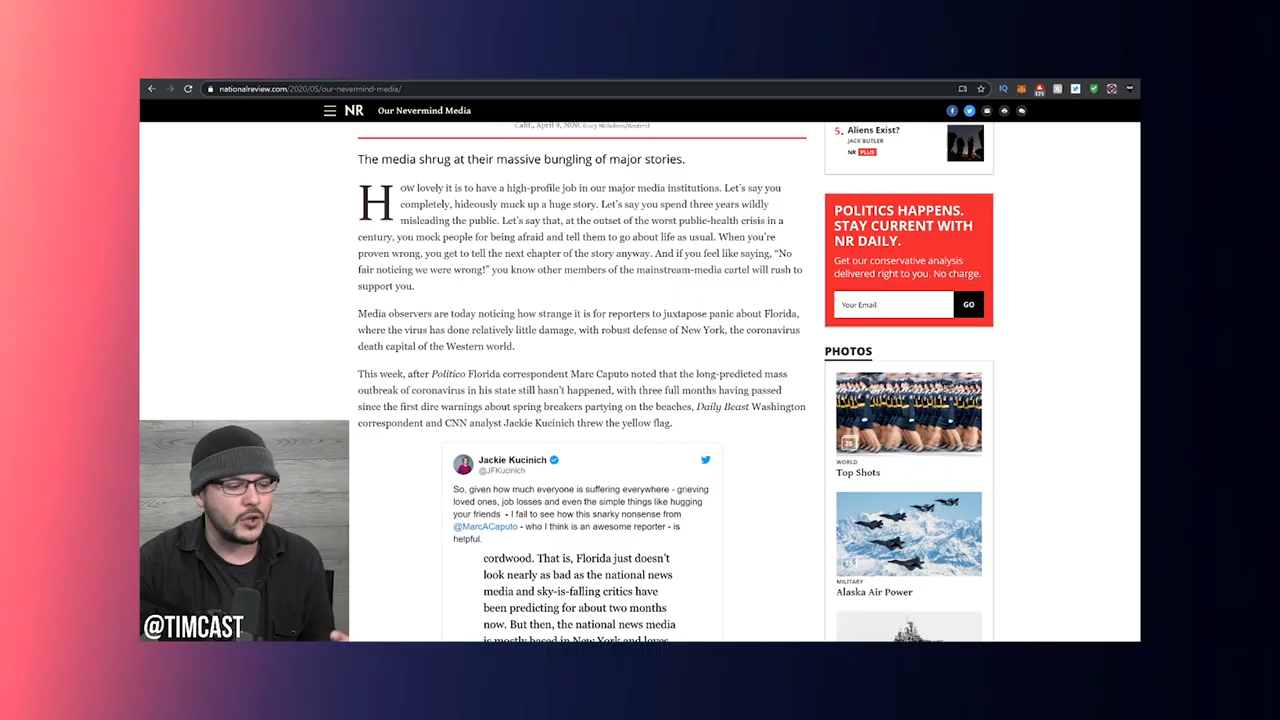 nationalreview.com/2020/05/our-nevermind-media/
NR
Our Nevermind Media
Calif., April 9, 2020. (Lucy Nicholson/Reuters)
The media shrug at their massive bungling of major stories.
How lovely it is to have a high-profile job in our major media institutions. Let's say you
completely, hideously muck up a huge story. Let's say you spend three years wildly
misleading the public. Let's say that, at the outset of the worst public-health crisis in a
century, you mock people for being afraid and tell them to go about life as usual. When you're
proven wrong, you get to tell the next chapter of the story anyway. And if you feel like saying, "No
fair noticing we were wrong!" you know other members of the mainstream-media cartel will rush to
support you.
Media observers are today noticing how strange it is for reporters to juxtapose panic about Florida,
where the virus has done relatively little damage, with robust defense of New York, the coronavirus
death capital of the Western world.
This week, after Politico Florida correspondent Marc Caputo noted that the long-predicted mass
outbreak of coronavirus in his state still hasn't happened, with three full months having passed
since the first dire warnings about spring breakers partying on the beaches, Daily Beast Washington
correspondent and CNN analyst Jackie Kucinich threw the yellow flag.
Jackie Kucinich
@JFKucinich
So, given how much everyone is suffering everywhere - grieving
loved ones, job losses and even the simple things like hugging
your friends - I fail to see how this snarky nonsense from
@MarcACaputo - who I think is an awesome reporter - is
helpful.
cordwood. That is, Florida just doesn't
look nearly as bad as the national news
media and sky-is-falling critics have
been predicting for about two months
now. But then, the national news media
is mostly based in New York and loves
5. Aliens Exist?
JACK BUTLER
NR PLUS
POLITICS HAPPENS.
STAY CURRENT WITH
NR DAILY.
Get our conservative analysis
delivered right to you. No charge.
Your Email
GO
PHOTOS
28
WORLD
Top Shots
MILITARY
Alaska Air Power
@TIMCAST